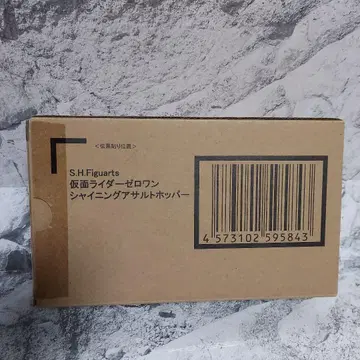 <伝票貼り位置>
S.H.Figuarts
仮面ライダーゼロワン
シャイニングアサルトホッパー
4 573102 595843